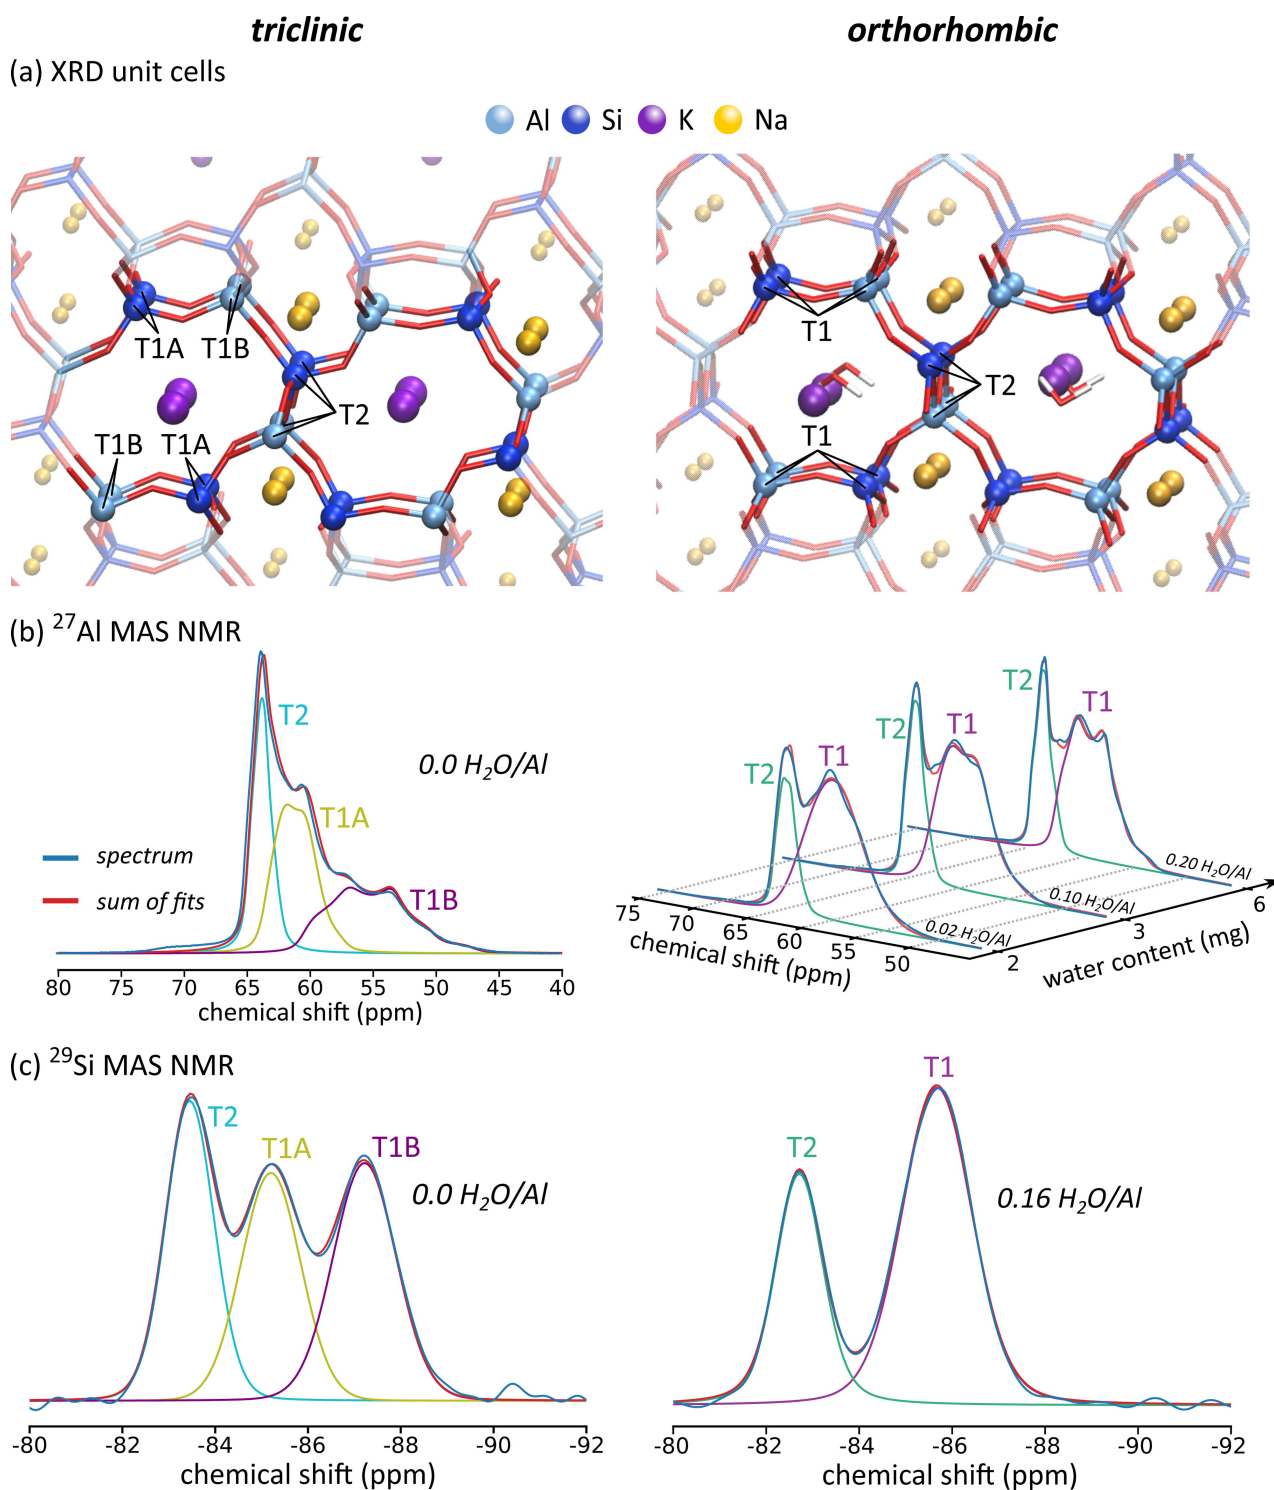 triclinic orthorhombic
(a) XRD unit cells
Al Si K Na
T1A T1B
T2
T1B T1A
T1
T2
T1
(b) ²⁷Al MAS NMR
T2
0.0 H₂O/Al
T1A
spectrum
sum of fits
T1B
80 75 70 65 60 55 50 45 40
chemical shift (ppm)
T2 T1
T2 T1
T2 T1
0.20 H₂O/Al
0.10 H₂O/Al
0.02 H₂O/Al
75 70 65 60 55 50
chemical shift (ppm)
2 3 6
water content (mg)
(c) ²⁹Si MAS NMR
T2
T1A
T1B
0.0 H₂O/Al
-80 -82 -84 -86 -88 -90 -92
chemical shift (ppm)
T1
T2
0.16 H₂O/Al
-80 -82 -84 -86 -88 -90 -92
chemical shift (ppm)